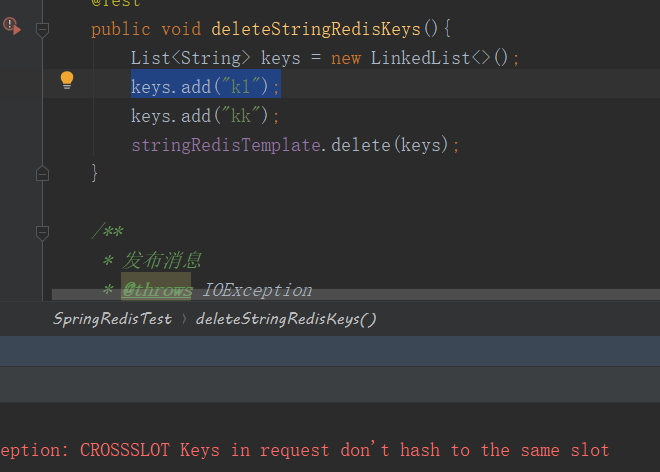 @Test
public void deleteStringRedisKeys(){
List<String> keys = new LinkedList<>();
keys.add("kl");
keys.add("kk");
stringRedisTemplate.delete(keys);
}
/**
* 发布消息
* @throws IOException
SpringRedisTest › deleteStringRedisKeys()
eption: CROSSSLOT Keys in request don't hash to the same slot